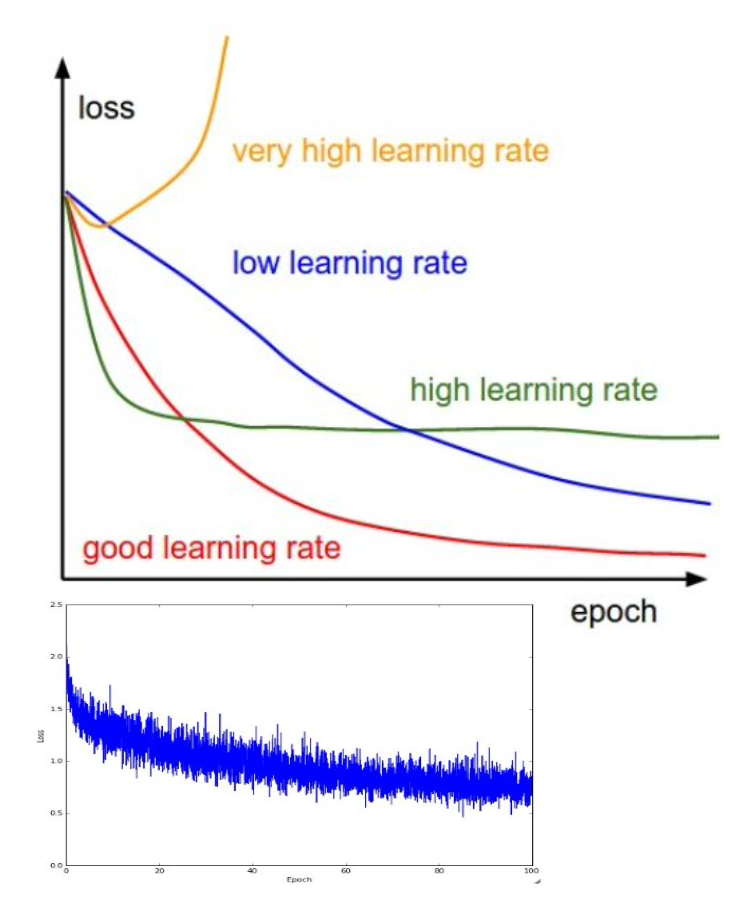 loss
very high learning rate
low learning rate
high learning rate
good learning rate
epoch
2.5
2.0
1.5
1.0
0.5
0.0
Loss
0
20
40
60
80
100
Epoch